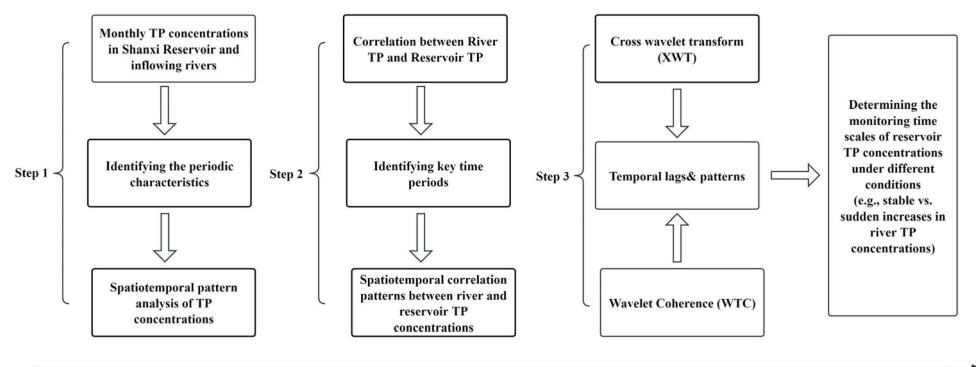 Step 1
Monthly TP concentrations
in Shanxi Reservoir and
inflowing rivers
Identifying the periodic
characteristics
Spatiotemporal pattern
analysis of TP
concentrations
Step 2
Correlation between River
TP and Reservoir TP
Identifying key time
periods
Spatiotemporal correlation
patterns between river and
reservoir TP
concentrations
Step 3
Cross wavelet transform
(XWT)
Temporal lags& patterns
Wavelet Coherence (WTC)
Determining the
monitoring time
scales of reservoir
TP concentrations
under different
conditions
(e.g., stable vs.
sudden increases in
river TP
concentrations)